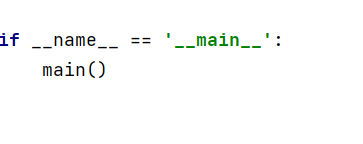 if __name__ == '__main__':
    main()